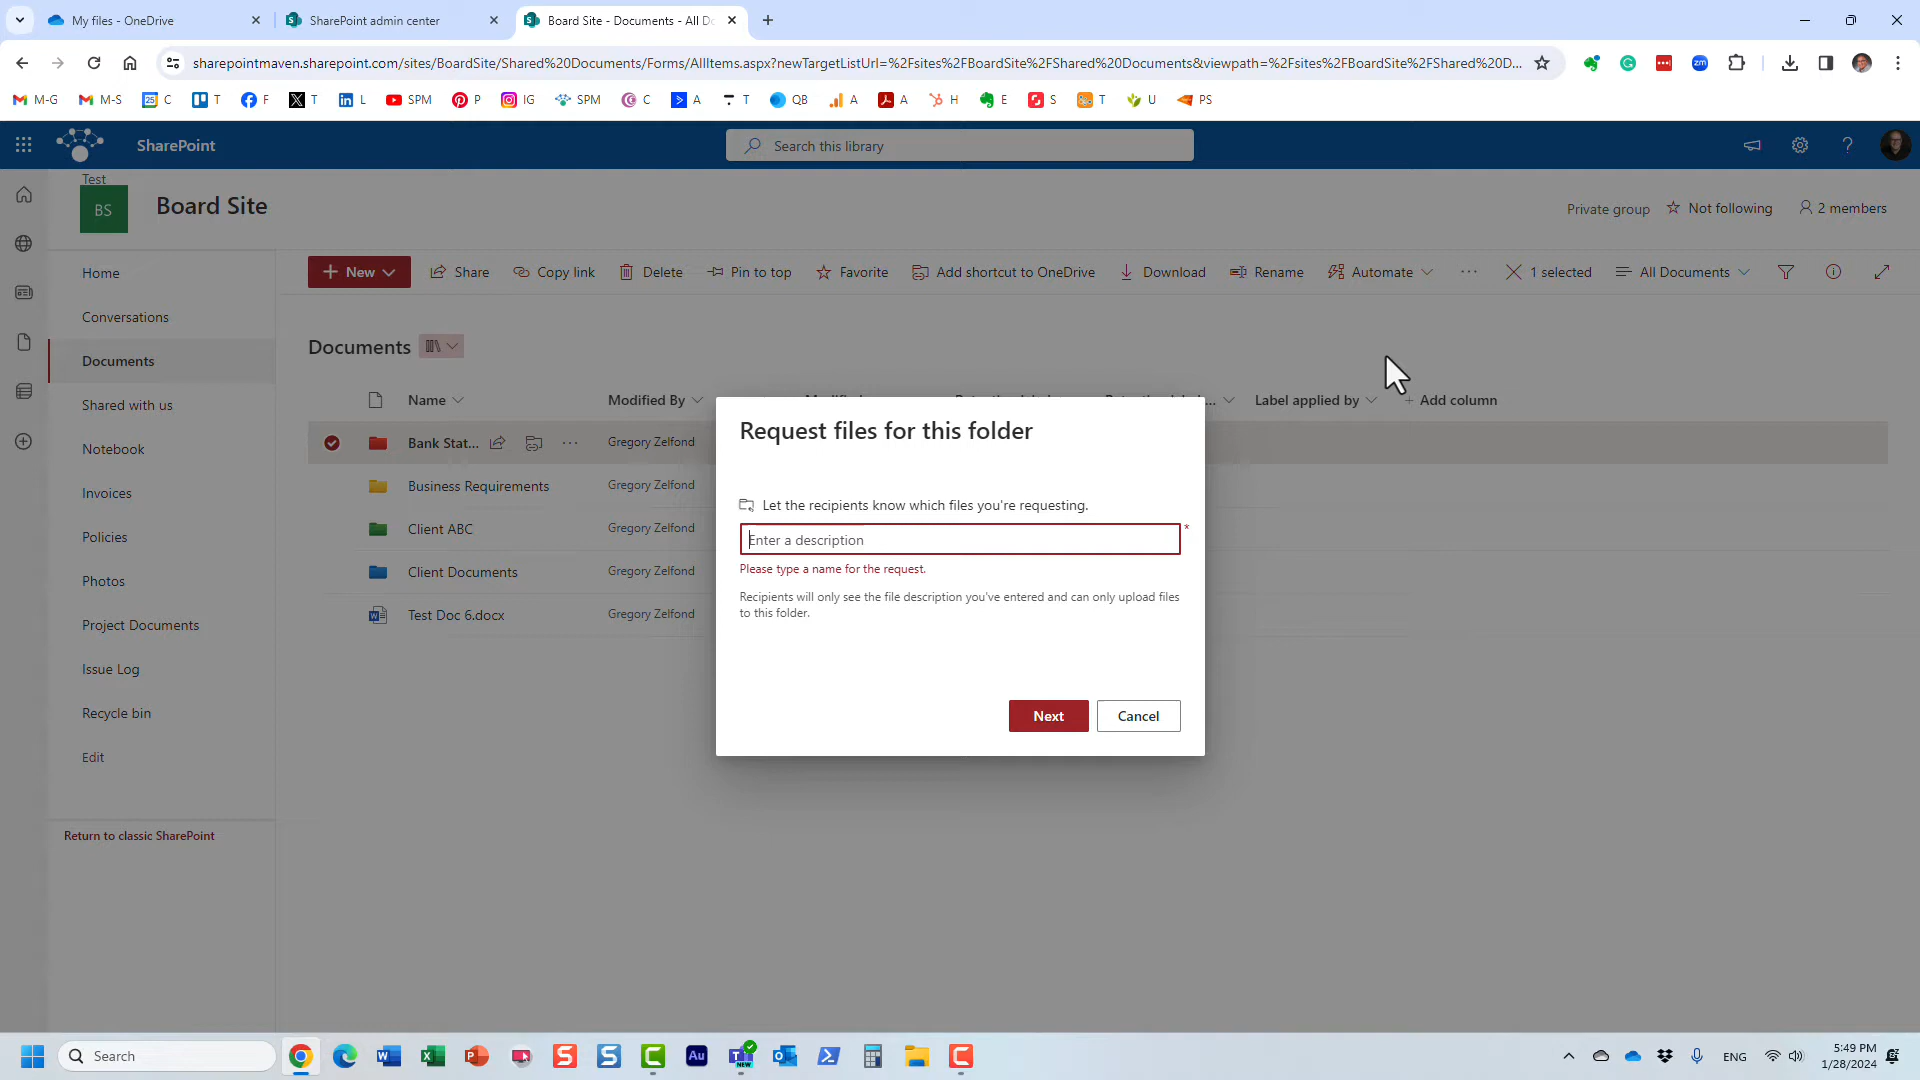 My files - OneDrive
SharePoint admin center
Board Site - Documents - All D
sharepointmaven.sharepoint.com/sites/BoardSite/Shared%20Documents/Forms/AllItems.aspx?newTargetListUrl=%2Fsites%2FBoardSite%2FShared%20Documents&viewpath=%2Fsites%2FBoardSite%2FShared%20D...
M-G M-S C T F T L SPM P IG SPM C A T QB A A H E S T U PS
SharePoint
Search this library
Test
BS
Board Site
Private group
Not following
2 members
Home
Conversations
Documents
Shared with us
Notebook
Invoices
Policies
Photos
Project Documents
Issue Log
Recycle bin
Edit
Return to classic SharePoint
+ New Share Copy link Delete Pin to top Favorite Add shortcut to OneDrive Download Rename Automate ... 1 selected All Documents
Documents
Name Modified By Label applied by + Add column
Bank Stat... Gregory Zelfond
Business Requirements Gregory Zelfond
Client ABC Gregory Zelfond
Client Documents Gregory Zelfond
Test Doc 6.docx Gregory Zelfond
Request files for this folder
Let the recipients know which files you're requesting.
Enter a description *
Please type a name for the request.
Recipients will only see the file description you've entered and can only upload files
to this folder.
Next
Cancel
Search
ENG
5:49 PM
1/28/2024